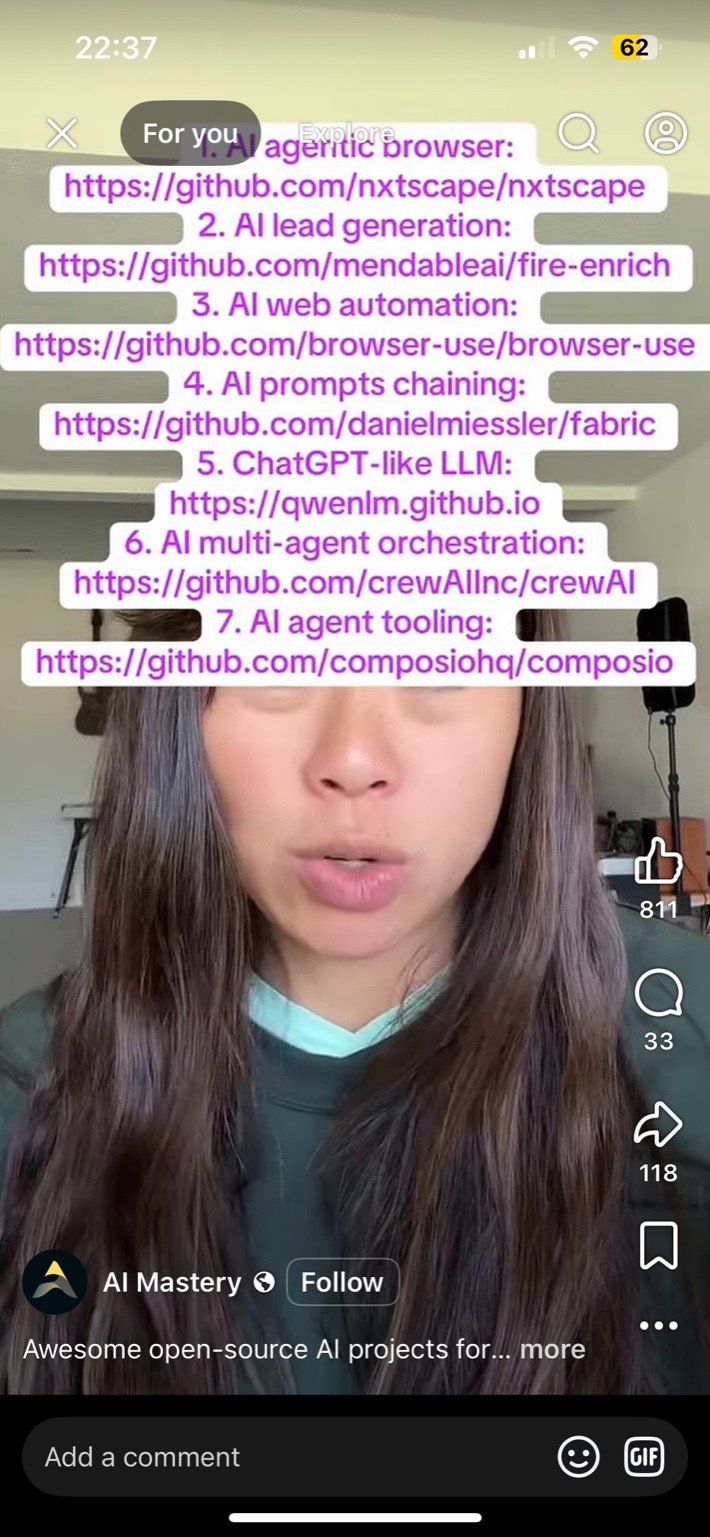 22:37
62
For you
Explore
1. AI agentic browser:
https://github.com/nxtscape/nxtscape
2. AI lead generation:
https://github.com/mendableai/fire-enrich
3. AI web automation:
https://github.com/browser-use/browser-use
4. AI prompts chaining:
https://github.com/danielmiessler/fabric
5. ChatGPT-like LLM:
https://qwenlm.github.io
6. AI multi-agent orchestration:
https://github.com/crewAIInc/crewAI
7. AI agent tooling:
https://github.com/composiohq/composio
811
33
118
AI Mastery
Follow
Awesome open-source AI projects for... more
Add a comment
GIF